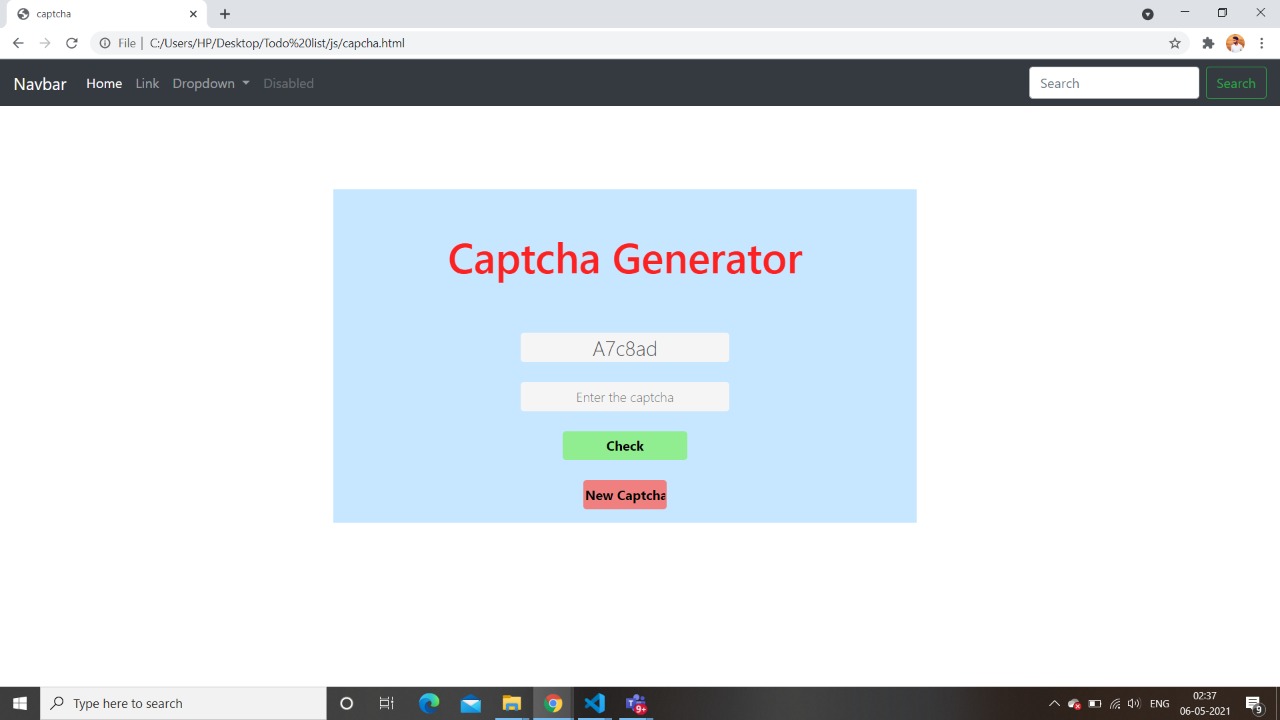 captcha
File | C:/Users/HP/Desktop/Todo%20list/js/capcha.html
Navbar Home Link Dropdown Disabled Search Search
Captcha Generator
A7c8ad
Enter the captcha
Check
New Captcha
Type here to search
9+
ENG
02:37
06-05-2021
9